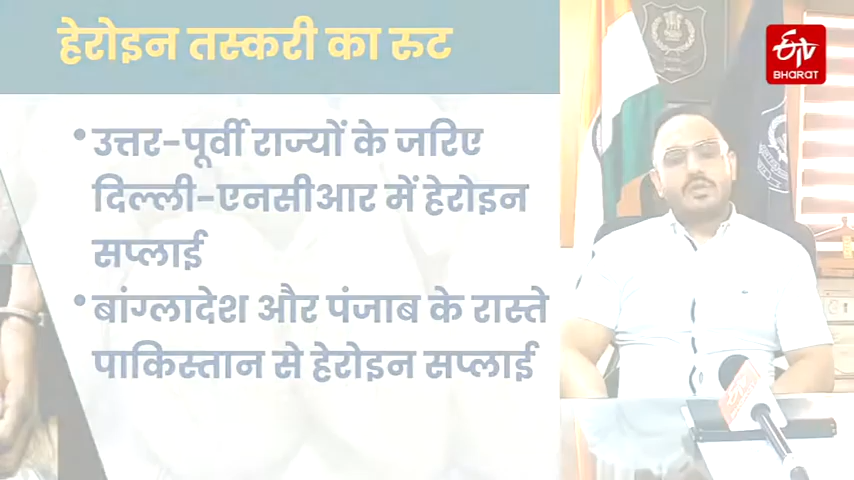 हेरोइन तस्करी का रुट
• उत्तर-पूर्वी राज्यों के जरिए
दिल्ली-एनसीआर में हेरोइन
सप्लाई
• बांग्लादेश और पंजाब के रास्ते
पाकिस्तान से हेरोइन सप्लाई
ETV
BHARAT